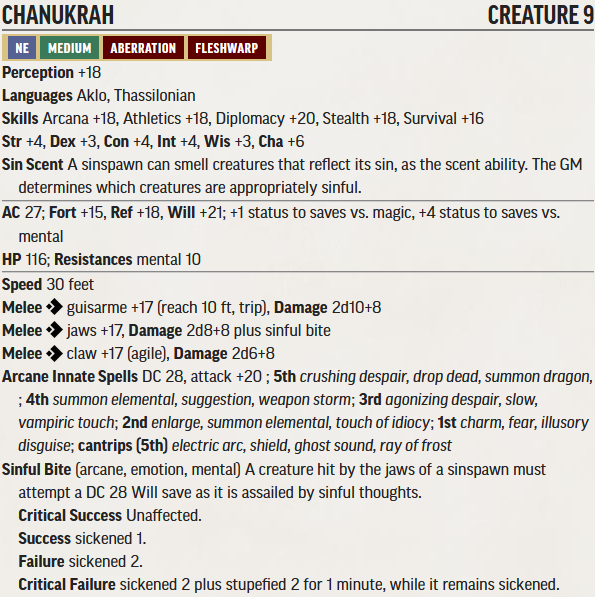 CHANUKRAH CREATURE 9
NE MEDIUM ABERRATION FLESHWARP
Perception +18
Languages Aklo, Thassilonian
Skills Arcana +18, Athletics +18, Diplomacy +20, Stealth +18, Survival +16
Str +4, Dex +3, Con +4, Int +4, Wis +3, Cha +6
Sin Scent A sinspawn can smell creatures that reflect its sin, as the scent ability. The GM
determines which creatures are appropriately sinful.
AC 27; Fort +15, Ref +18, Will +21; +1 status to saves vs. magic, +4 status to saves vs.
mental
HP 116; Resistances mental 10
Speed 30 feet
Melee guisarme +17 (reach 10 ft, trip), Damage 2d10+8
Melee jaws +17, Damage 2d8+8 plus sinful bite
Melee claw +17 (agile), Damage 2d6+8
Arcane Innate Spells DC 28, attack +20 ; 5th crushing despair, drop dead, summon dragon,
; 4th summon elemental, suggestion, weapon storm; 3rd agonizing despair, slow,
vampiric touch; 2nd enlarge, summon elemental, touch of idiocy; 1st charm, fear, illusory
disguise; cantrips (5th) electric arc, shield, ghost sound, ray of frost
Sinful Bite (arcane, emotion, mental) A creature hit by the jaws of a sinspawn must
attempt a DC 28 Will save as it is assailed by sinful thoughts.
Critical Success Unaffected.
Success sickened 1.
Failure sickened 2.
Critical Failure sickened 2 plus stupefied 2 for 1 minute, while it remains sickened.